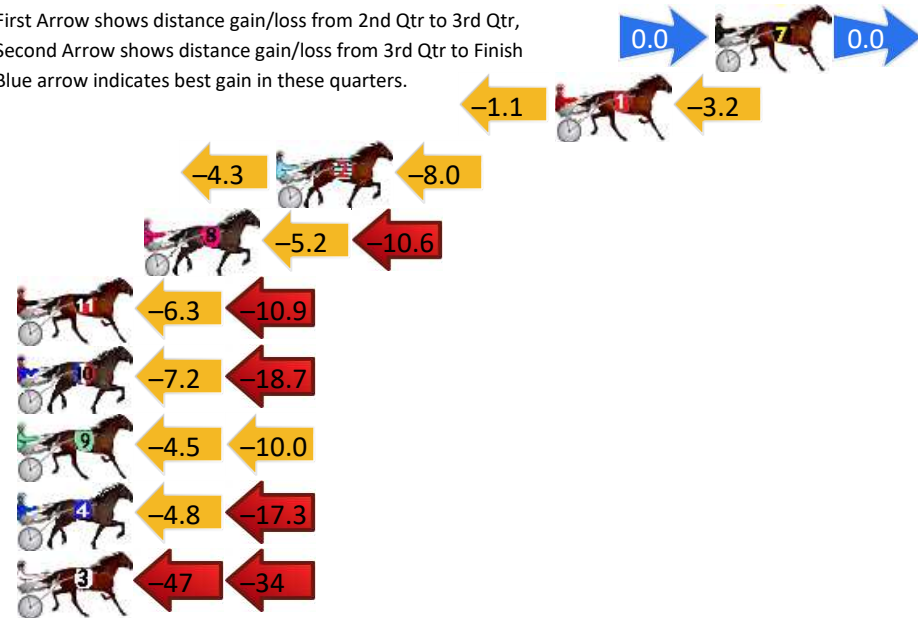 First Arrow shows distance gain/loss from 2nd Qtr to 3rd Qtr,
Second Arrow shows distance gain/loss from 3rd Qtr to Finish
Blue arrow indicates best gain in these quarters.
0.0 7 0.0
−1.1 1 −3.2
−4.3 2 −8.0
8 −5.2 −10.6
11 −6.3 −10.9
10 −7.2 −18.7
9 −4.5 −10.0
4 −4.8 −17.3
3 −47 −34